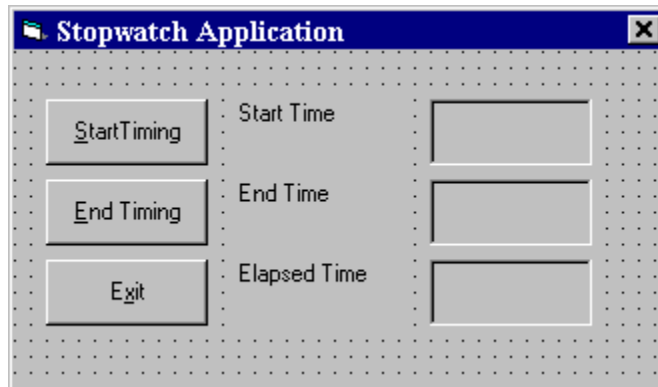 Stopwatch Application
StartTiming
Start Time
End Timing
End Time
Exit
Elapsed Time